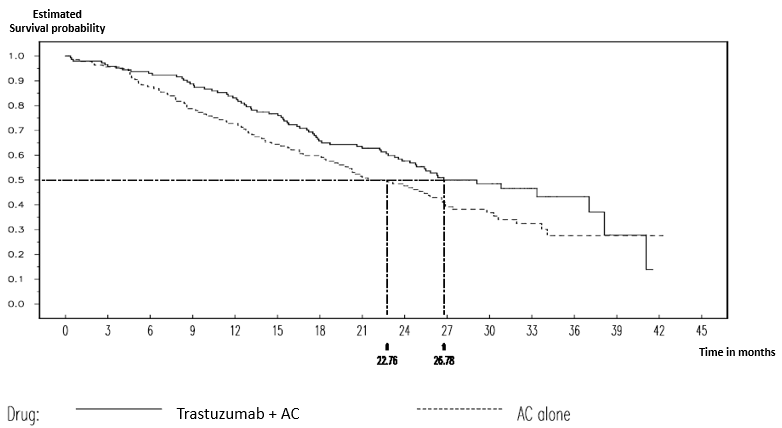 Estimated
Survival probability
1.0
0.9
0.8
0.7
0.6
0.5
0.4
0.3
0.2
0.1
0.0
0 3 6 9 12 15 18 21 24 27 30 33 36 39 42 45
Time in months
22.76 26.78
Drug: Trastuzumab + AC AC alone